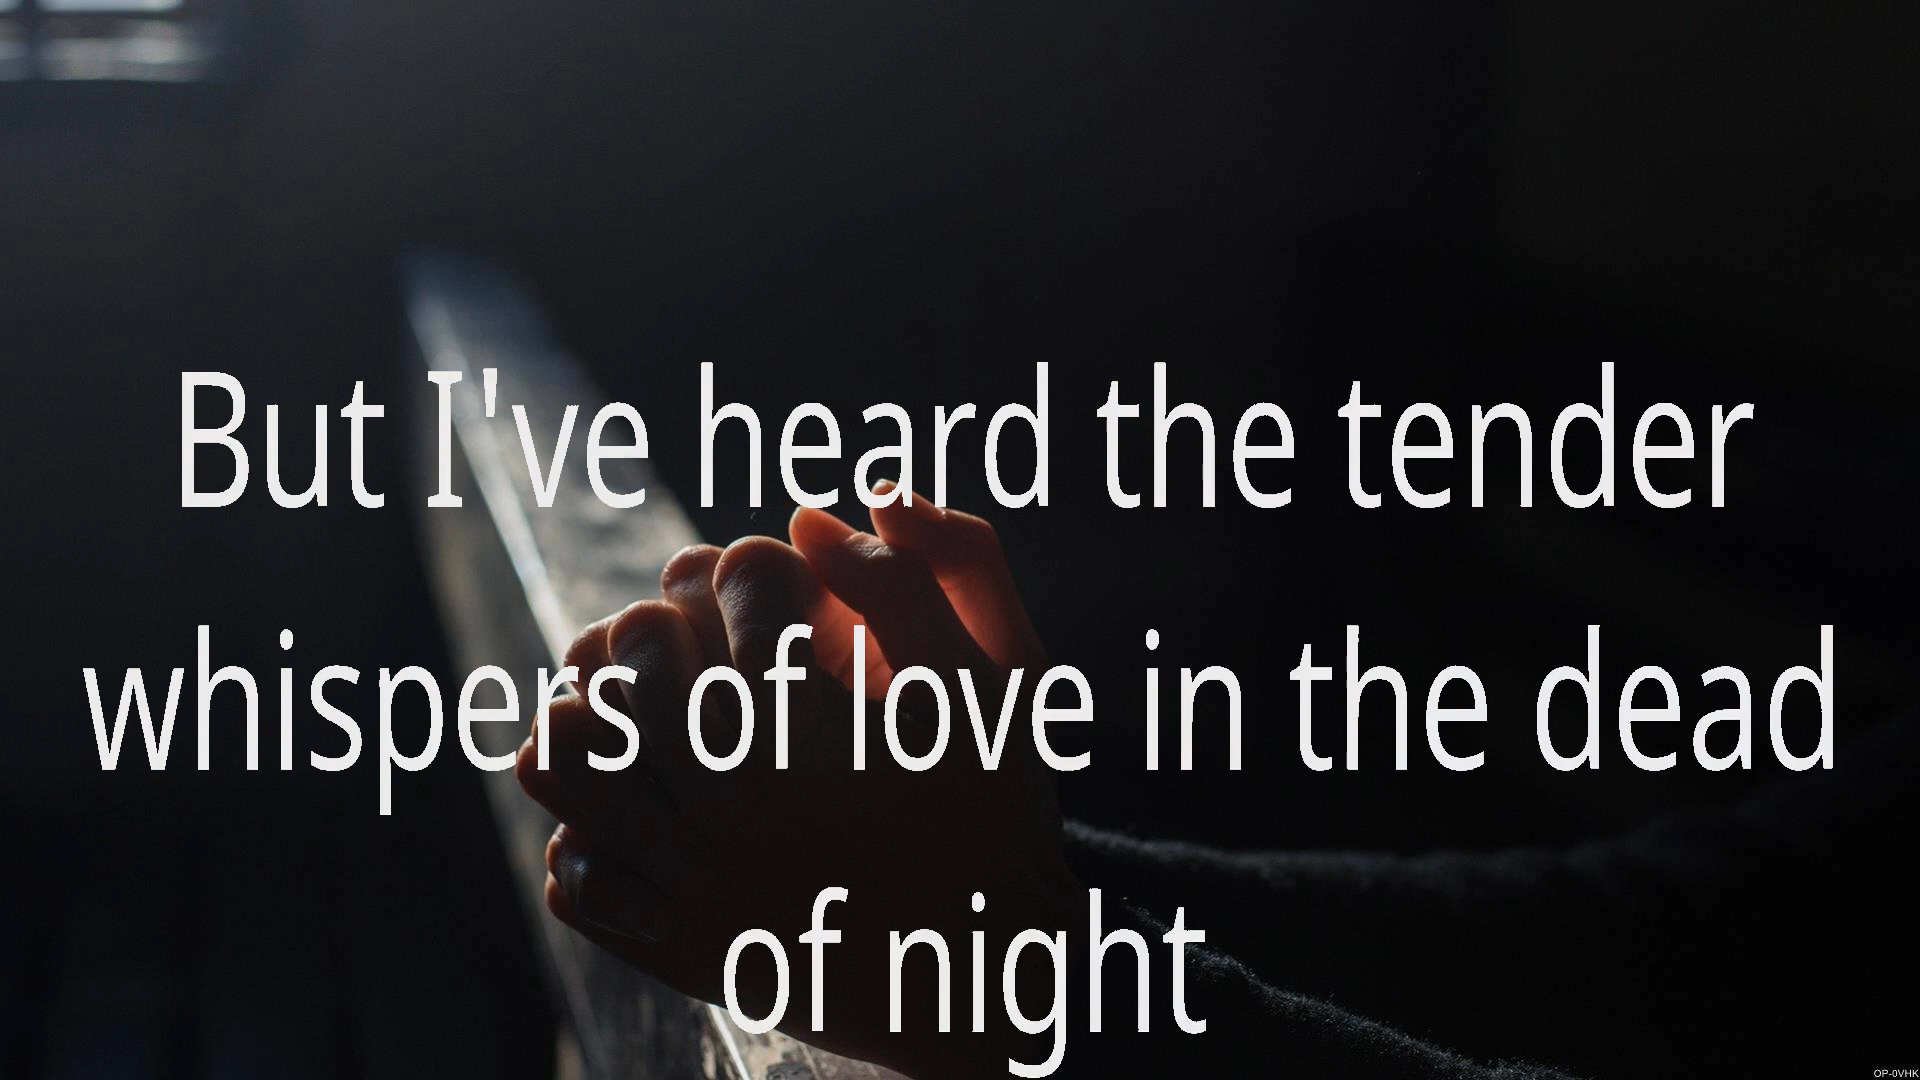 But I've heard the tender
whispers of love in the dead
of night
OP-0VHK